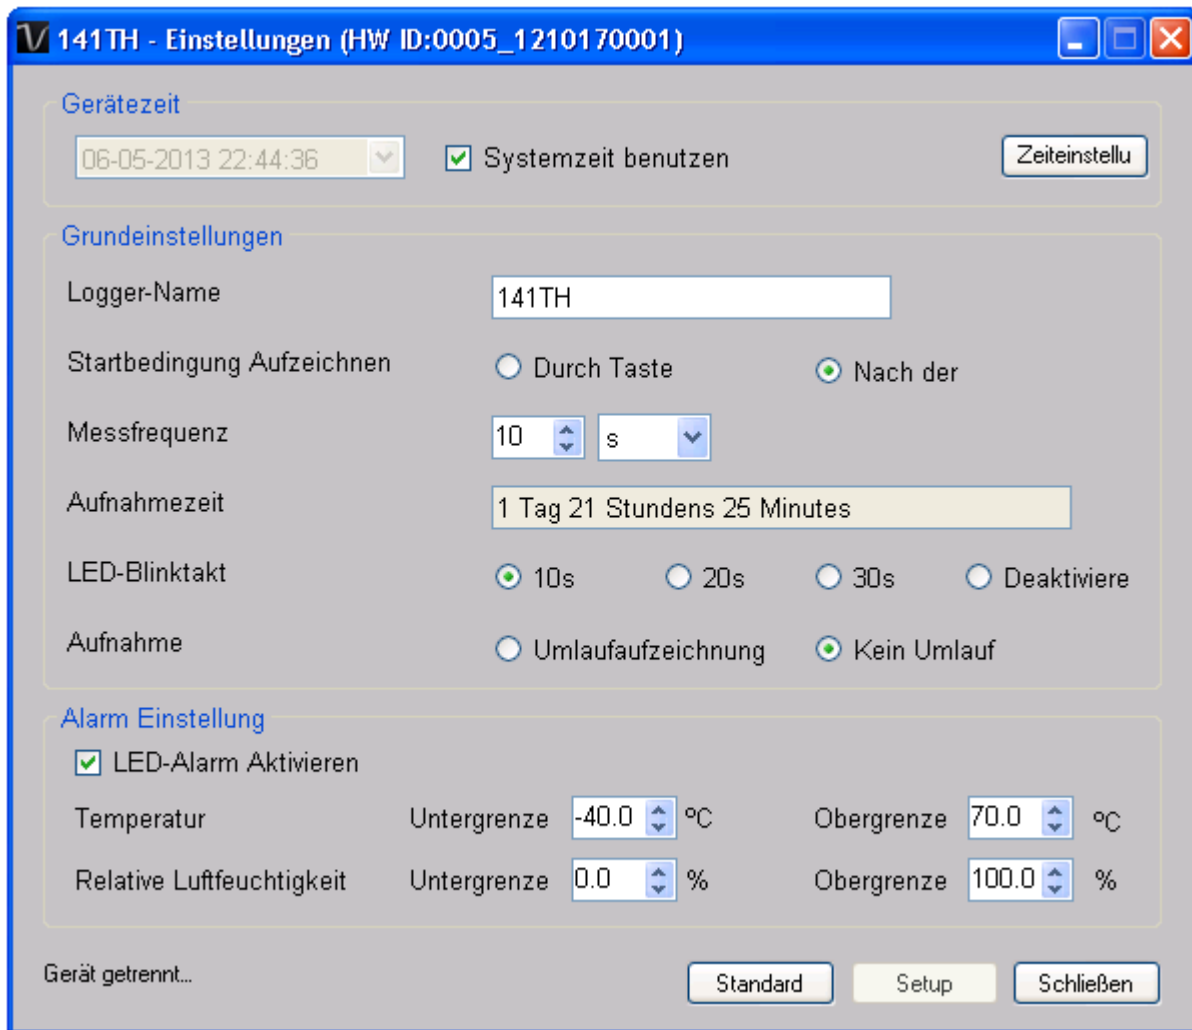 141TH - Einstellungen (HW ID:0005_1210170001)
Gerätezeit
06-05-2013 22:44:36
Systemzeit benutzen
Zeiteinstellu
Grundeinstellungen
Logger-Name
141TH
Startbedingung Aufzeichnen
Durch Taste
Nach der
Messfrequenz
10
s
Aufnahmezeit
1 Tag 21 Stundens 25 Minutes
LED-Blinktakt
10s
20s
30s
Deaktiviere
Aufnahme
Umlaufaufzeichnung
Kein Umlauf
Alarm Einstellung
LED-Alarm Aktivieren
Temperatur Untergrenze -40.0 ºC Obergrenze 70.0 ºC
Relative Luftfeuchtigkeit Untergrenze 0.0 % Obergrenze 100.0 %
Gerät getrennt...
Standard
Setup
Schließen